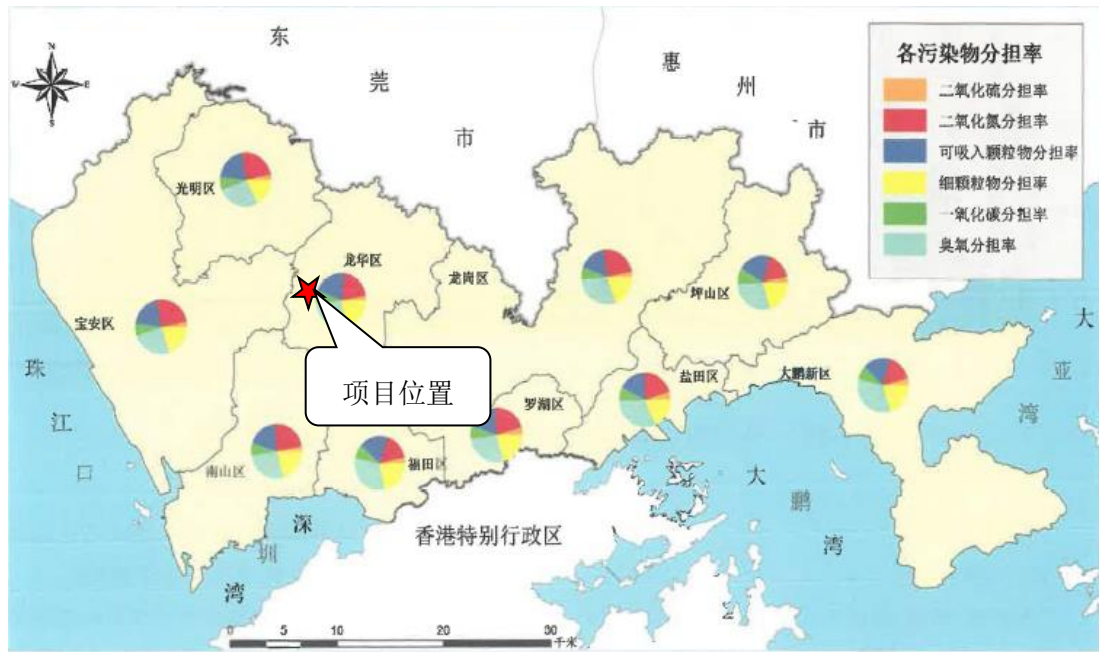 东
莞
市
惠
州
市
N
W
E
S
各污染物分担率
二氧化硫分担率
二氧化氮分担率
可吸入颗粒物分担率
细颗粒物分担率
一氧化碳分担率
臭氧分担率
光明区
龙华区
龙岗区
坪山区
宝安区
项目位置
罗湖区
盐田区
大鹏新区
南山区
福田区
珠
江
口
深
圳
湾
香港特别行政区
大
鹏
湾
大
亚
湾
0 5 10 20 30
千米